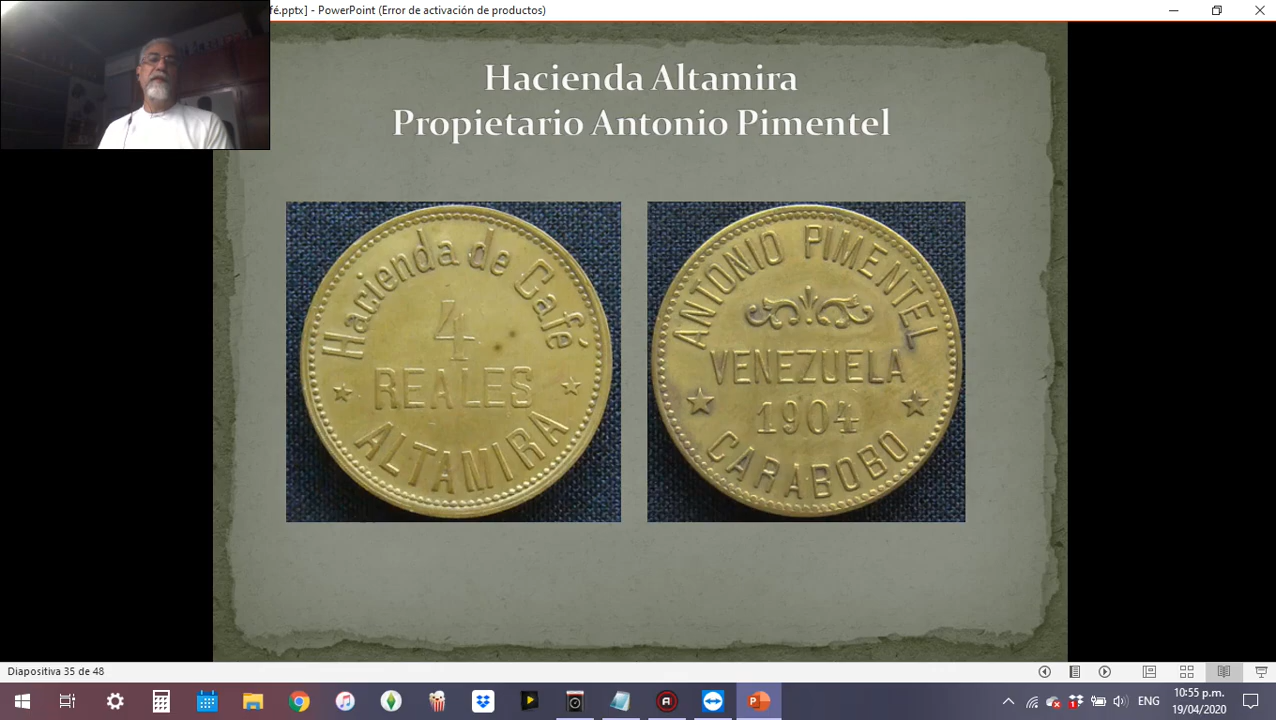 fé.pptx] - PowerPoint (Error de activación de productos)
Hacienda Altamira
Propietario Antonio Pimentel
Hacienda de Café
4
REALES
ALTAMIRA
ANTONIO PIMENTEL
VENEZUELA
1904
CARABOBO
Diapositiva 35 de 48
ENG
10:55 p.m.
19/04/2020